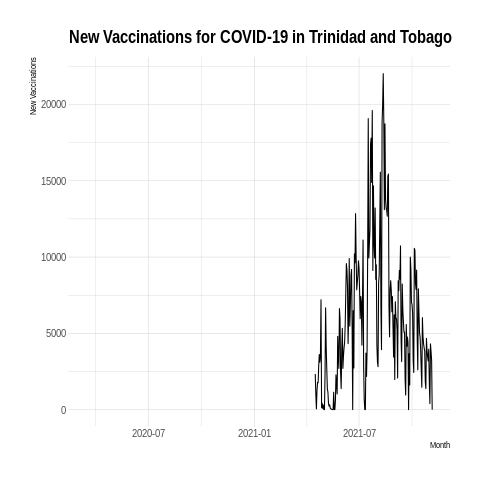 New Vaccinations for COVID-19 in Trinidad and Tobago
New Vaccinations
20000
15000
10000
5000
0
2020-07
2021-01
2021-07
Month